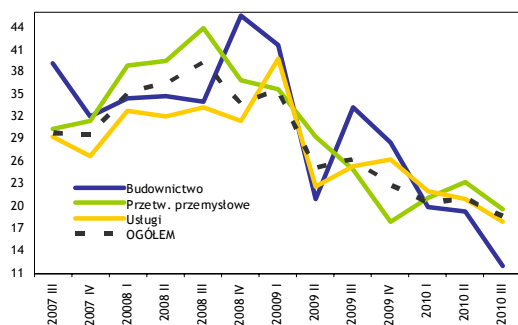 44
41
38
35
32
29
26
23
20
17
14
11
Budownictwo
Przetw. przemysłowe
Usługi
OGÓŁEM
2007 III
2007 IV
20008 I
2008 II
2008 III
2008 IV
20009 I
2009 II
2009 III
2009 IV
2010 I
2010 II
2010 III